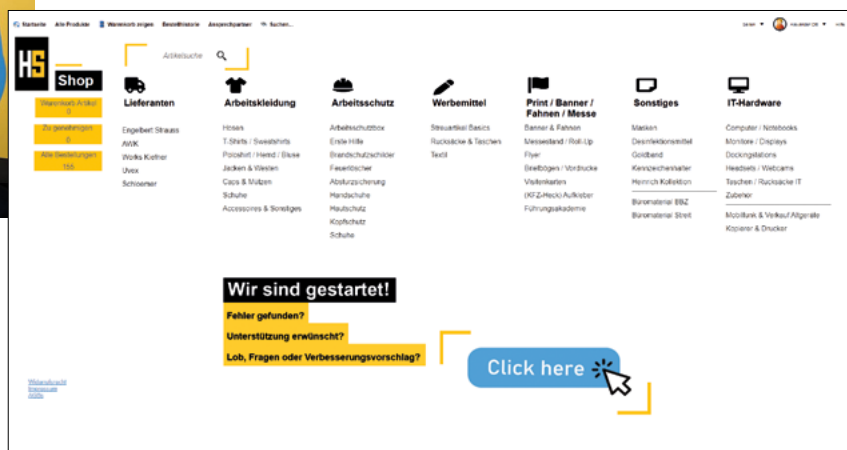 Startseite Alle Produkte Warenkorb zeigen Bestellhistorie Ansprechpartner Suchen...
HS
Shop
Artikelsuche
Warenkorb Artikel
0
Zu genehmigen
0
Alle Bestellungen
155
Lieferanten
Engelbert Strauss
AWK
Works Kiefner
Uvex
Schloemer
Arbeitskleidung
Hosen
T-Shirts / Sweatshirts
Poloshirt / Hemd / Bluse
Jacken & Westen
Caps & Mützen
Schuhe
Accessoires & Sonstiges
Arbeitsschutz
Arbeitsschutzbox
Erste Hilfe
Brandschutzschilder
Feuerlöscher
Absturzsicherung
Handschuhe
Hautschutz
Kopfschutz
Schuhe
Werbemittel
Streuartikel Basics
Rucksäcke & Taschen
Textil
Print / Banner /
Fahnen / Messe
Banner & Fahnen
Messestand / Roll-Up
Flyer
Briefbögen / Vordrucke
Visitenkarten
(KFZ-Heck) Aufkleber
Führungsakademie
Sonstiges
Masken
Desinfektionsmittel
Goldband
Kennzeichenhalter
Heinrich Kollektion
Büromaterial BBZ
Büromaterial Streit
IT-Hardware
Computer / Notebooks
Monitore / Displays
Dockingstations
Headsets / Webcams
Taschen / Rucksäcke IT
Zubehör
Mobilfunk & Verkauf Altgeräte
Kopierer & Drucker
Wir sind gestartet!
Fehler gefunden?
Unterstützung erwünscht?
Lob, Fragen oder Verbesserungsvorschlag?
Click here
Widerrufsrecht
Impressum
AGBs